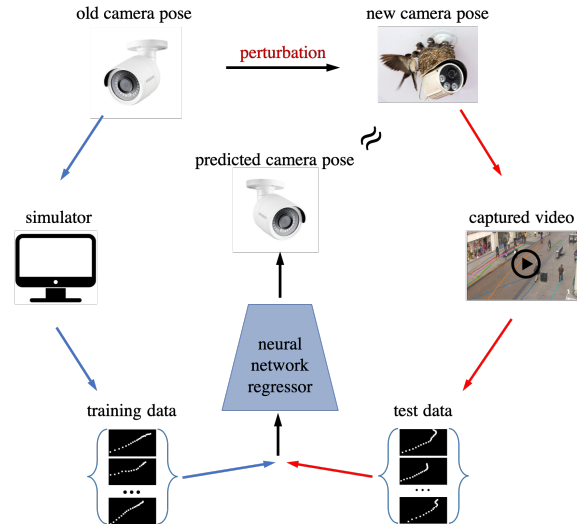 old camera pose
new camera pose
perturbation
predicted camera pose
simulator
captured video
neural
network
regressor
training data
test data